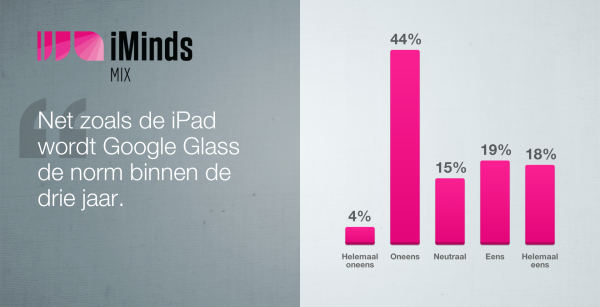 iMinds
MIX
“
Net zoals de iPad
wordt Google Glass
de norm binnen de
drie jaar.
44%
4%
15%
19%
18%
Helemaal
oneens
Oneens
Neutraal
Eens
Helemaal
eens